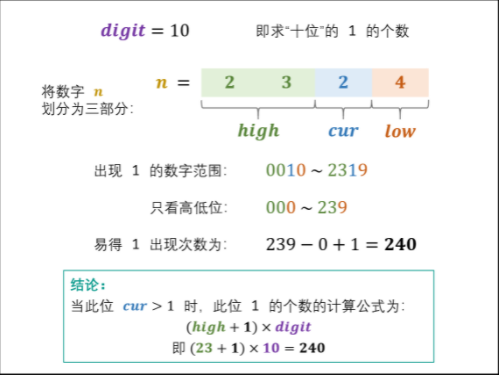 digit = 10 即求“十位”的 1 的个数
将数字 n
划分为三部分：
n = 2 3 2 4
high cur low
出现 1 的数字范围： 0010 ~ 2319
只看高低位： 000 ~ 239
易得 1 出现次数为： 239 − 0 + 1 = 240
结论：
当此位 cur > 1 时，此位 1 的个数的计算公式为：
(high + 1) × digit
即 (23 + 1) × 10 = 240